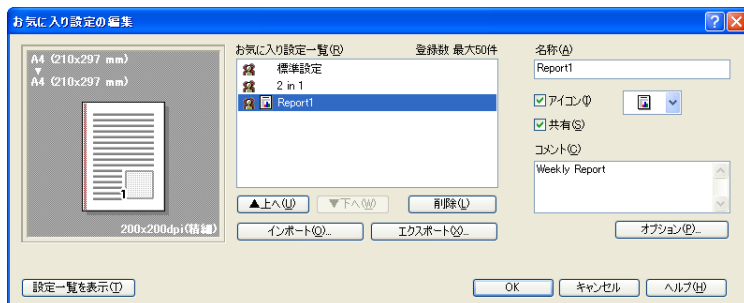 お気に入り設定の編集
A4 (210x297 mm)
A4 (210x297 mm)
1
200x200dpi(精細)
お気に入り設定一覧(R)
登録数 最大50件
標準設定
2 in 1
Report1
▲上へ(U)
▼下へ(W)
削除(L)
インポート(O)...
エクスポート(X)...
名称(A)
Report1
アイコン(I)
共有(S)
コメント(C)
Weekly Report
オプション(P)...
設定一覧を表示(T)
OK
キャンセル
ヘルプ(H)